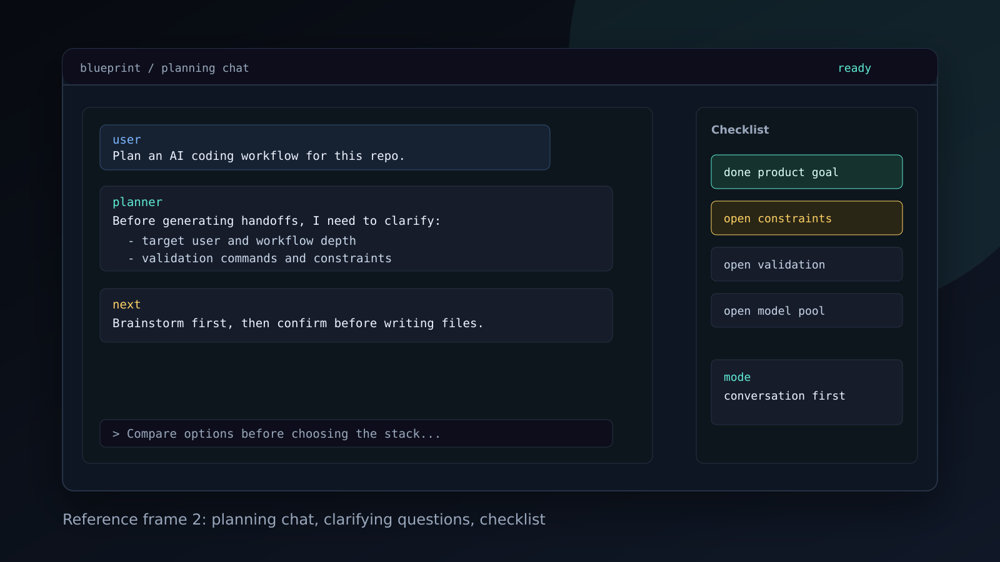 blueprint / planning chat
ready
user
Plan an AI coding workflow for this repo.
planner
Before generating handoffs, I need to clarify:
- target user and workflow depth
- validation commands and constraints
next
Brainstorm first, then confirm before writing files.
> Compare options before choosing the stack...
Checklist
done product goal
open constraints
open validation
open model pool
mode
conversation first
Reference frame 2: planning chat, clarifying questions, checklist